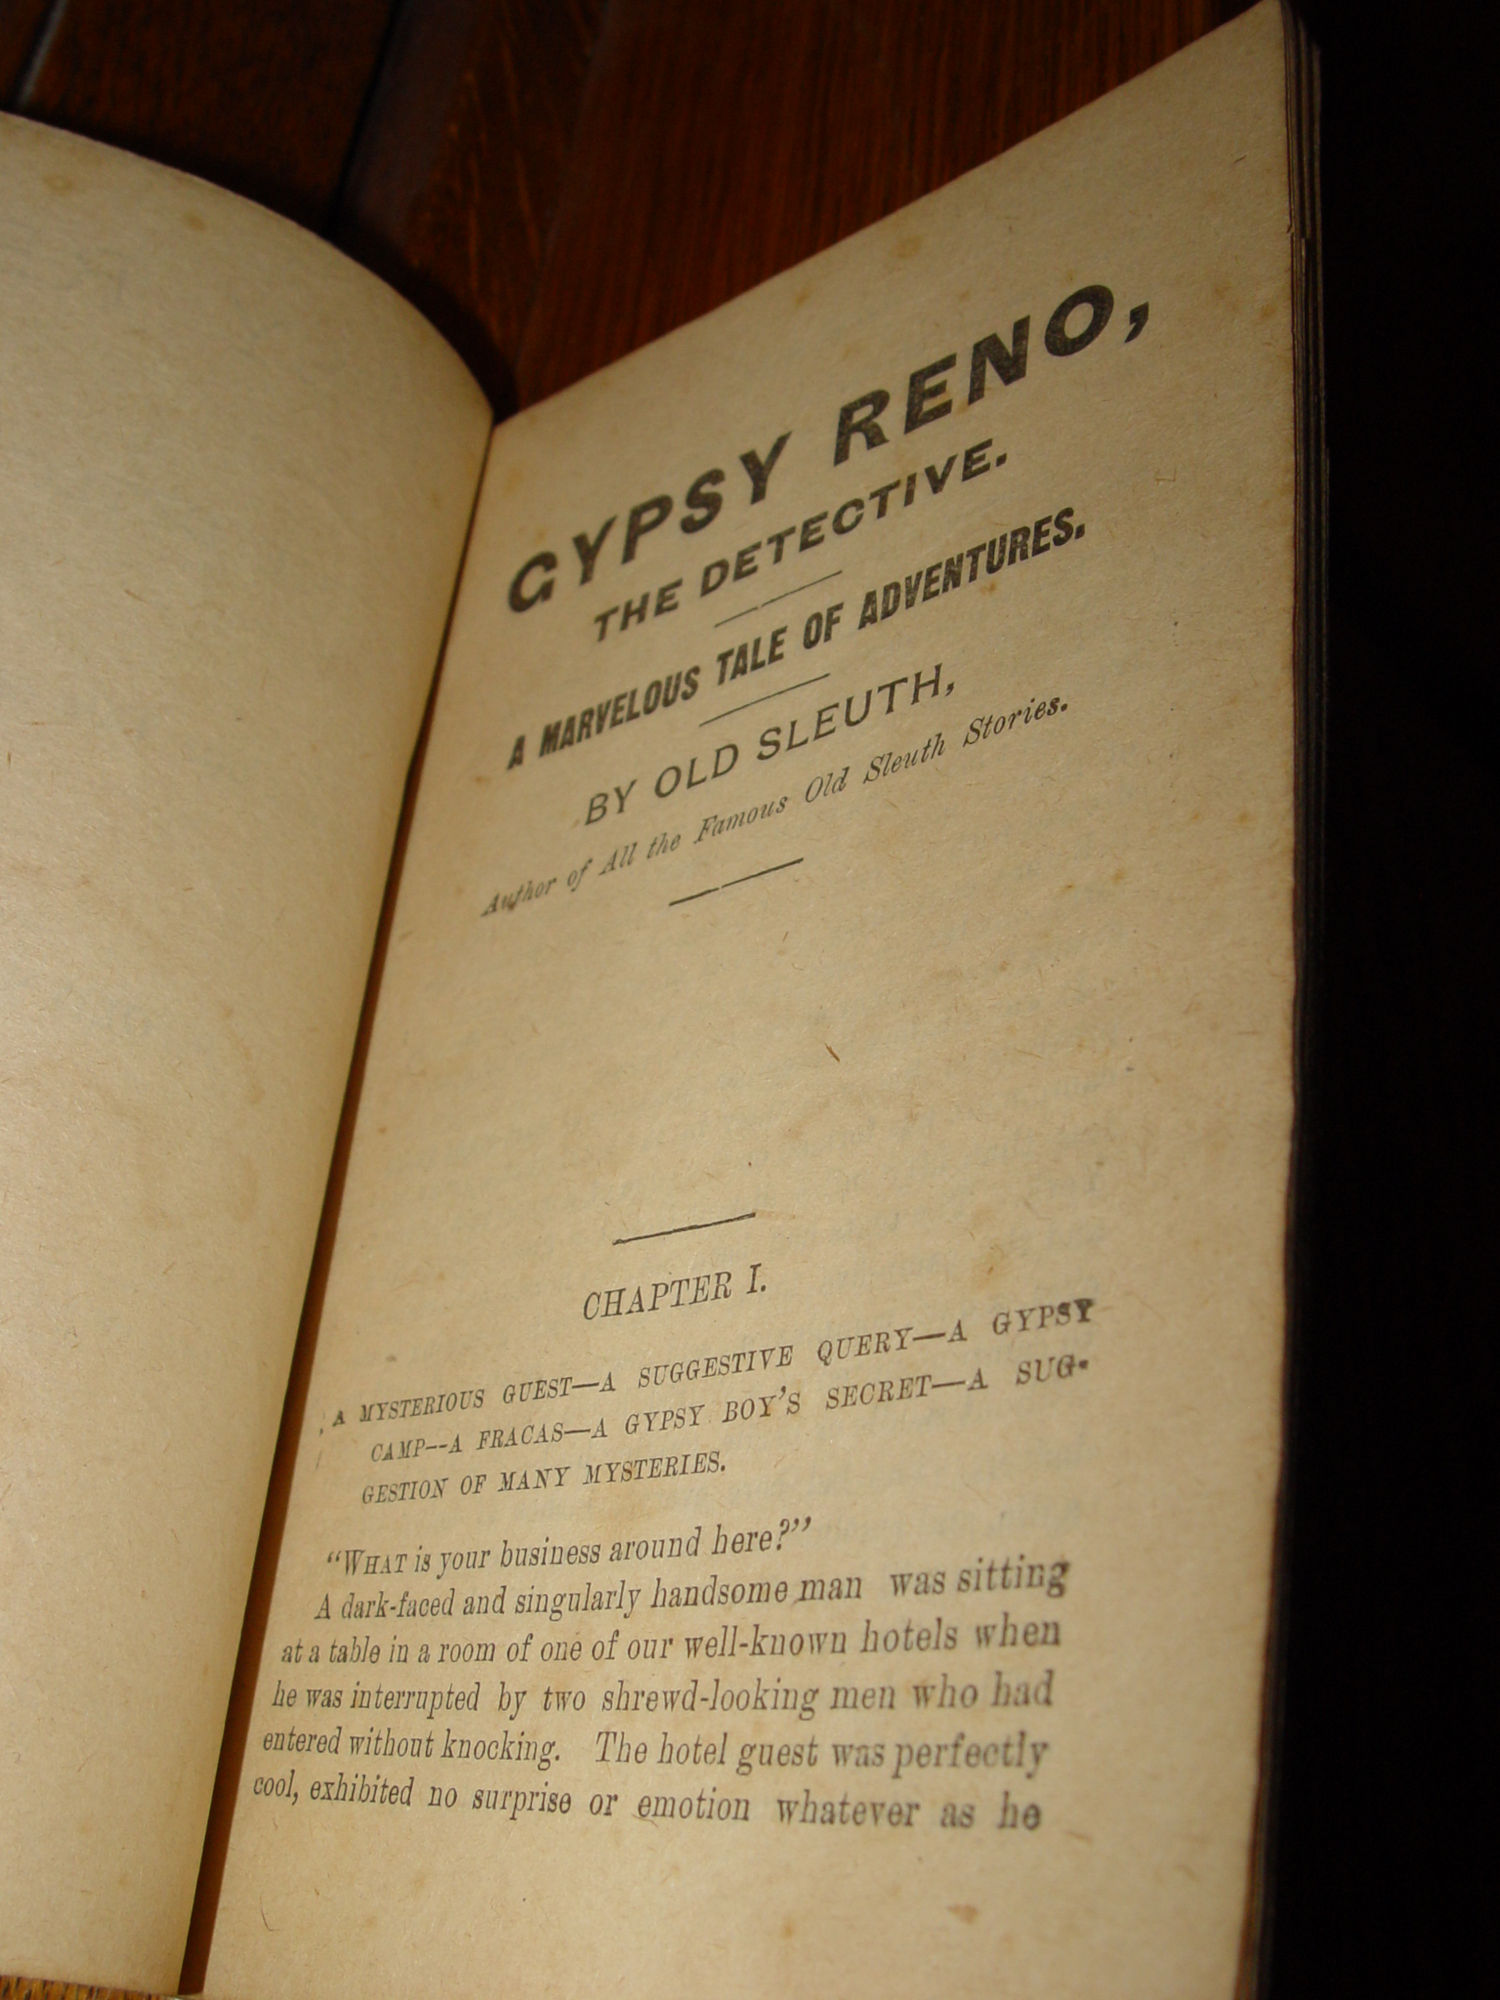 GYPSY RENO,
THE DETECTIVE.
A MARVELOUS TALE OF ADVENTURES.
BY OLD SLEUTH,
Author of All the Famous Old Sleuth Stories.
CHAPTER I.
A MYSTERIOUS GUEST—A SUGGESTIVE QUERY—A GYPSY
CAMP--A FRACAS—A GYPSY BOY'S SECRET—A SUG-
GESTION OF MANY MYSTERIES.
“WHAT is your business around here?”
A dark-faced and singularly handsome man was sitting
at a table in a room of one of our well-known hotels when
he was interrupted by two shrewd-looking men who had
entered without knocking. The hotel guest was perfectly
cool, exhibited no surprise or emotion whatever as he